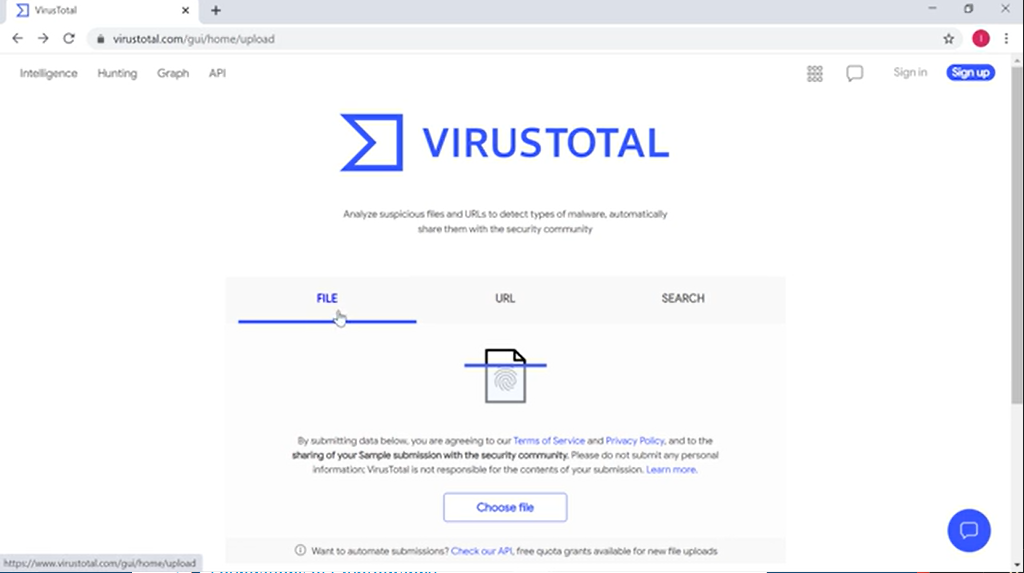 VirusTotal
virustotal.com/gui/home/upload
Intelligence Hunting Graph API Sign in Sign up
VIRUSTOTAL
Analyze suspicious files and URLs to detect types of malware, automatically
share them with the security community
FILE URL SEARCH
By submitting data below, you are agreeing to our Terms of Service and Privacy Policy, and to the
sharing of your Sample submission with the security community. Please do not submit any personal
information; VirusTotal is not responsible for the contents of your submission. Learn more.
Choose file
Want to automate submissions? Check our API, free quota grants available for new file uploads
https://www.virustotal.com/gui/home/upload